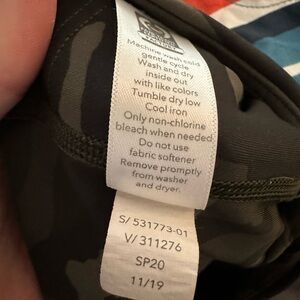 Machine wash cold
gentle cycle
Wash and dry
inside out
with like colors
Tumble dry low
Cool iron
Only non-chlorine
bleach when needed
Do not use
fabric softener
Remove promptly
from washer
and dryer.
S/ 531773-01
V/ 311276
SP20
11/19